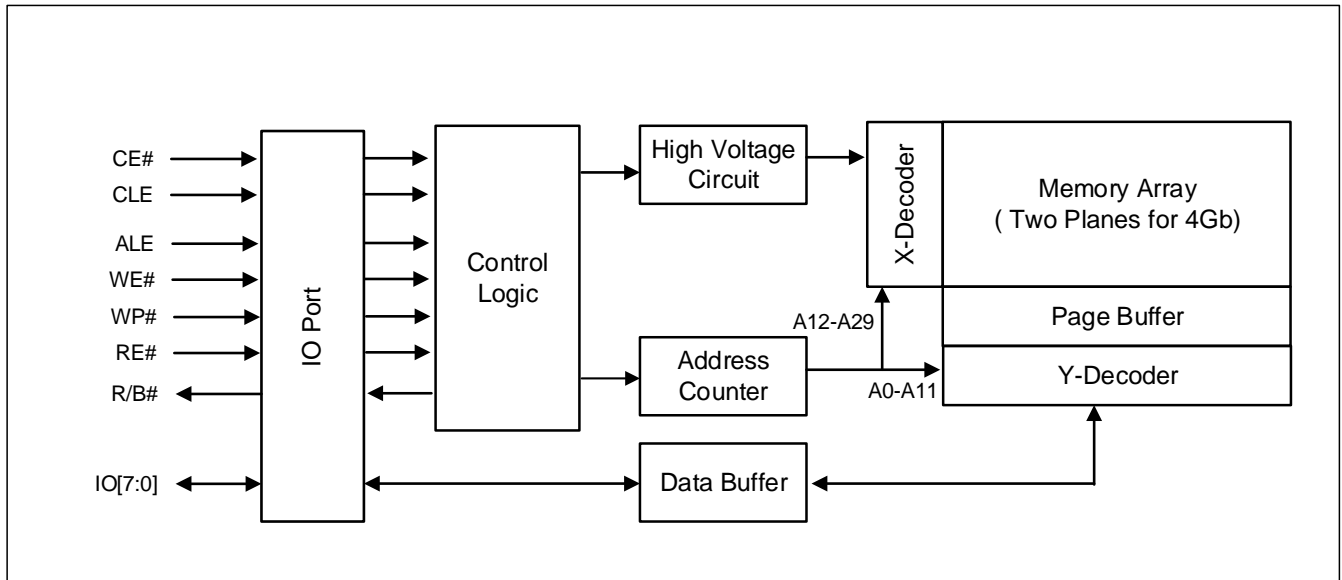 CE#
CLE
ALE
WE#
WP#
RE#
R/B#
IO[7:0]
IO Port
Control
Logic
High Voltage
Circuit
Address
Counter
Data Buffer
X-Decoder
A12-A29
A0-A11
Memory Array
( Two Planes for 4Gb)
Page Buffer
Y-Decoder